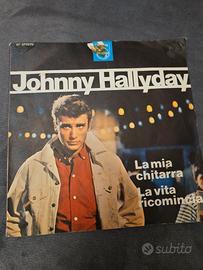 Johnny Hallyday
La mia
chitarra
La vita
ricomincia
subito